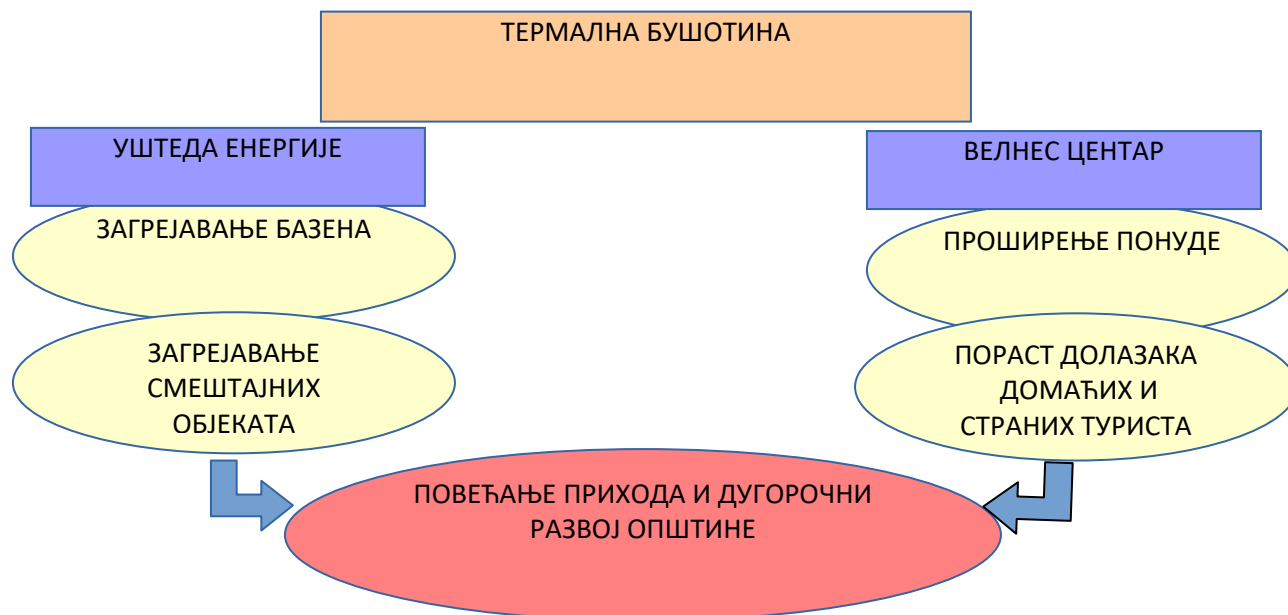 ТЕРМАЛНА БУШОТИНА
УШТЕДА ЕНЕРГИЈЕ
ЗАГРЕЈАВАЊЕ БАЗЕНА
ЗАГРЕЈАВАЊЕ
СМЕШТАЈНИХ
ОБЈЕКАТА
ВЕЛНЕС ЦЕНТАР
ПРОШИРЕЊЕ ПОНУДЕ
ПОРАСТ ДОЛАЗАКА
ДОМАЋИХ И
СТРАНИХ ТУРИСТА
ПОВЕЋАЊЕ ПРИХОДА И ДУГОРОЧНИ
РАЗВОЈ ОПШТИНЕ